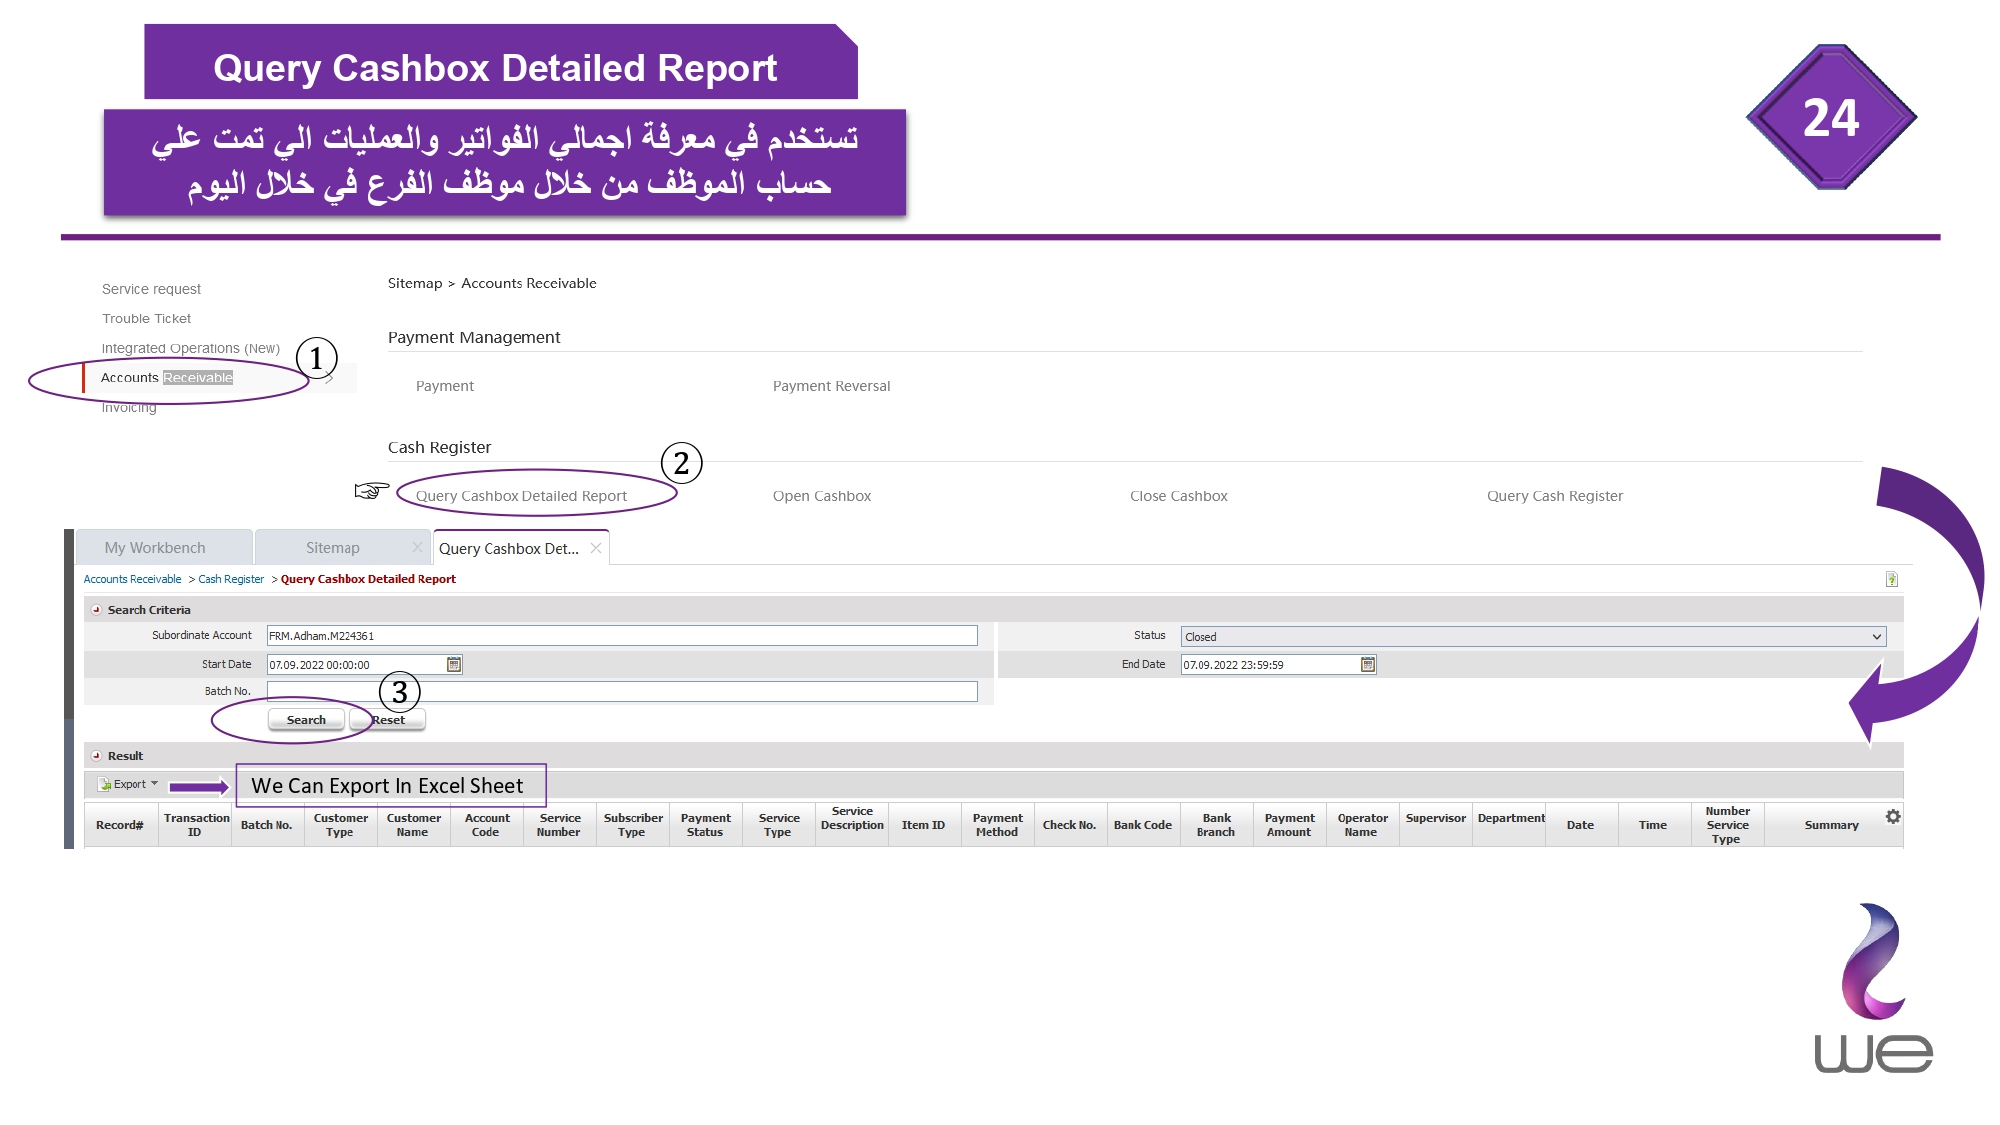 Query Cashbox Detailed Report
24
تستخدم في معرفة اجمالي الفواتير والعمليات الي تمت علي
حساب الموظف من خلال موظف الفرع في خلال اليوم
Service request
Trouble Ticket
Integrated Operations (New)
1
Accounts Receivable
Invoicing
Sitemap > Accounts Receivable
Payment Management
Payment Payment Reversal
Cash Register
2
Query Cashbox Detailed Report Open Cashbox Close Cashbox Query Cash Register
My Workbench Sitemap Query Cashbox Det...
Accounts Receivable > Cash Register > Query Cashbox Detailed Report
Search Criteria
Subordinate Account FRM.Adham.M224361 Status Closed
Start Date 07.09.2022 00:00:00 End Date 07.09.2022 23:59:59
Batch No.
3
Search Reset
Result
Export We Can Export In Excel Sheet
Record# Transaction ID Batch No. Customer Type Customer Name Account Code Service Number Subscriber Type Payment Status Service Type Service Description Item ID Payment Method Check No. Bank Code Bank Branch Payment Amount Operator Name Supervisor Department Date Time Number Service Type Summary
we